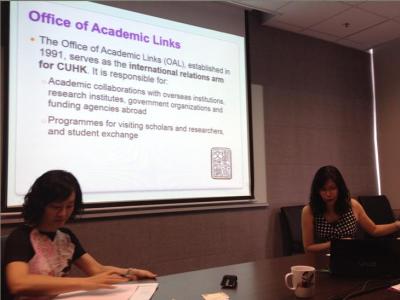 Office of Academic Links
• The Office of Academic Links (OAL), established in
1991, serves as the international relations arm
for CUHK. It is responsible for:
Academic collaborations with overseas institutions,
research institutes, government organizations and
funding agencies abroad
Programmes for visiting scholars and researchers,
and student exchange